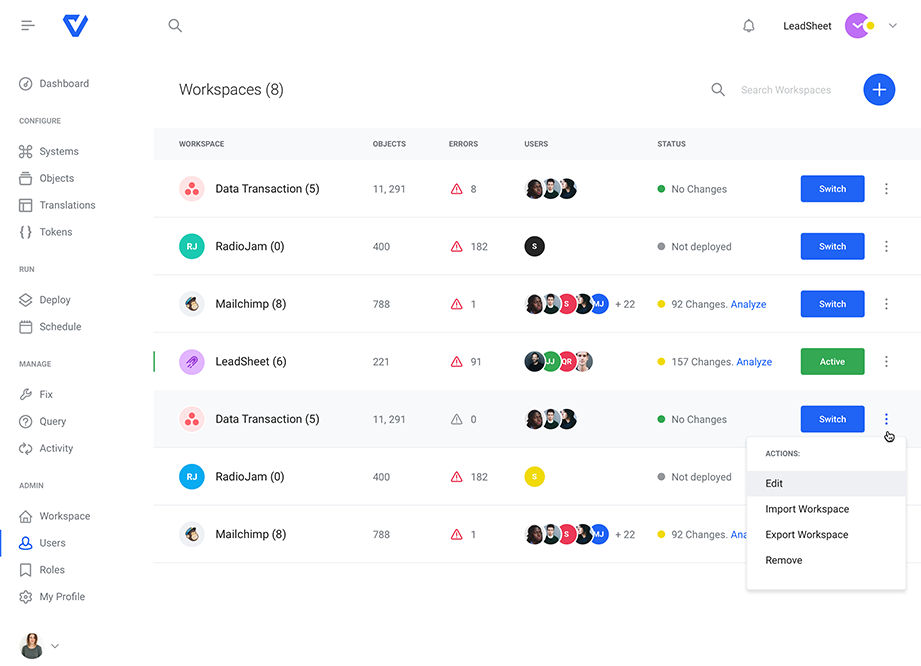 LeadSheet
Dashboard
Workspaces (8)
Search Workspaces
CONFIGURE
WORKSPACE OBJECTS ERRORS USERS STATUS
Systems
Objects
Data Transaction (5) 11, 291 8 No Changes Switch
Translations
Tokens
RJ RadioJam (0) 400 182 S Not deployed Switch
RUN
Deploy
Mailchimp (8) 788 1 S MJ + 22 92 Changes. Analyze Switch
Schedule
MANAGE
LeadSheet (6) 221 91 JJ QR 157 Changes. Analyze Active
Fix
Query
Data Transaction (5) 11, 291 0 No Changes Switch
Activity
ACTIONS:
ADMIN
RJ RadioJam (0) 400 182 S Not deployed
Edit
Import Workspace
Workspace
Mailchimp (8) 788 1 S MJ + 22 92 Changes. Ana
Export Workspace
Users
Remove
Roles
My Profile